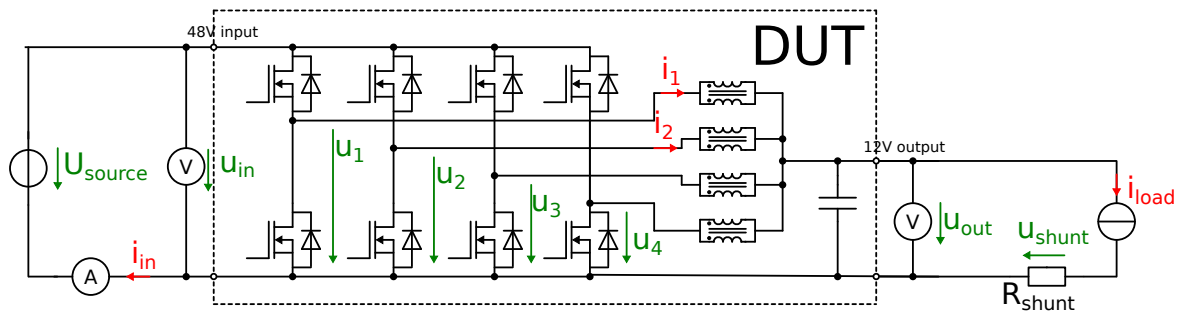 48V input
DUT
i1
i2
12V output
Usource
V
uin
u1
u2
u3
u4
V
uout
iload
ushunt
iin
A
Rshunt